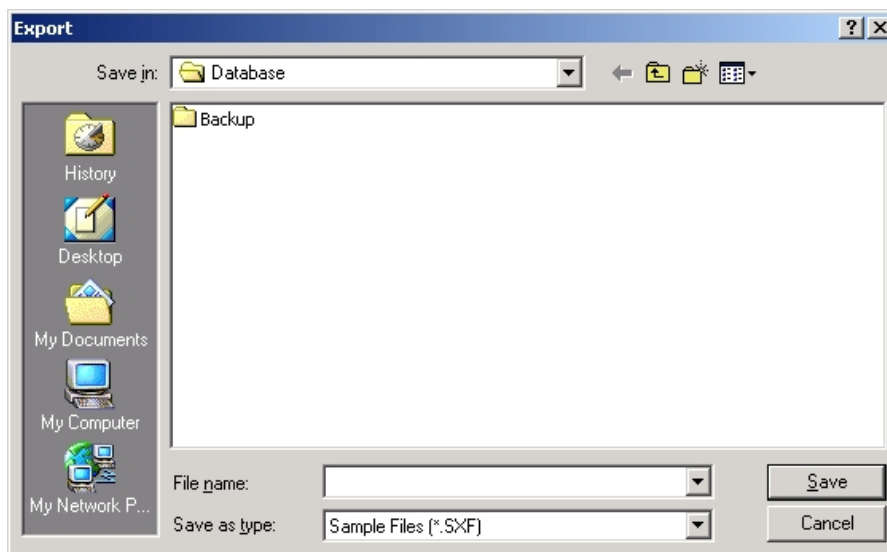 Export
Save in: Database
Backup
History
Desktop
My Documents
My Computer
My Network P...
File name:
Save
Save as type: Sample Files (*.SXF)
Cancel